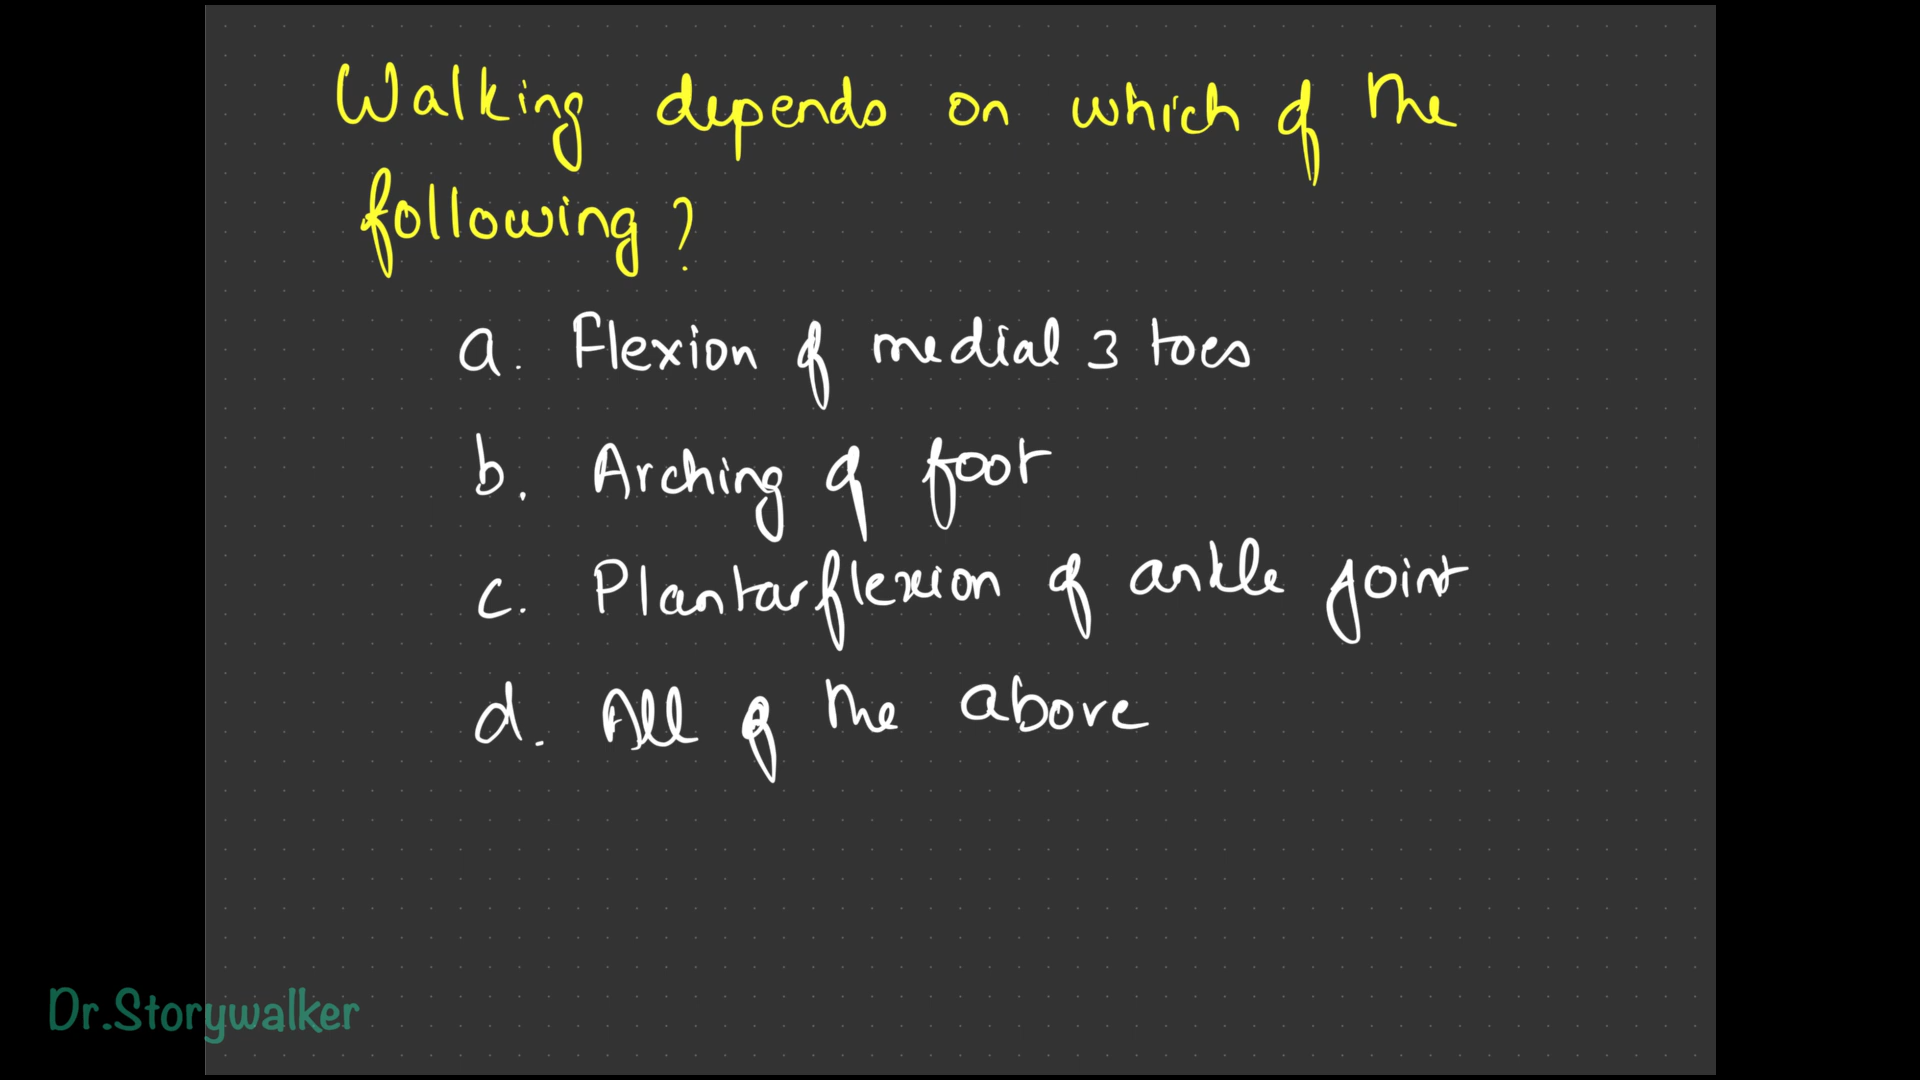 Walking depends on which of the
following?
a. Flexion of medial 3 toes
b. Arching of foot
c. Plantarflexion of ankle joint
d. All of the above
Dr.Storywalker